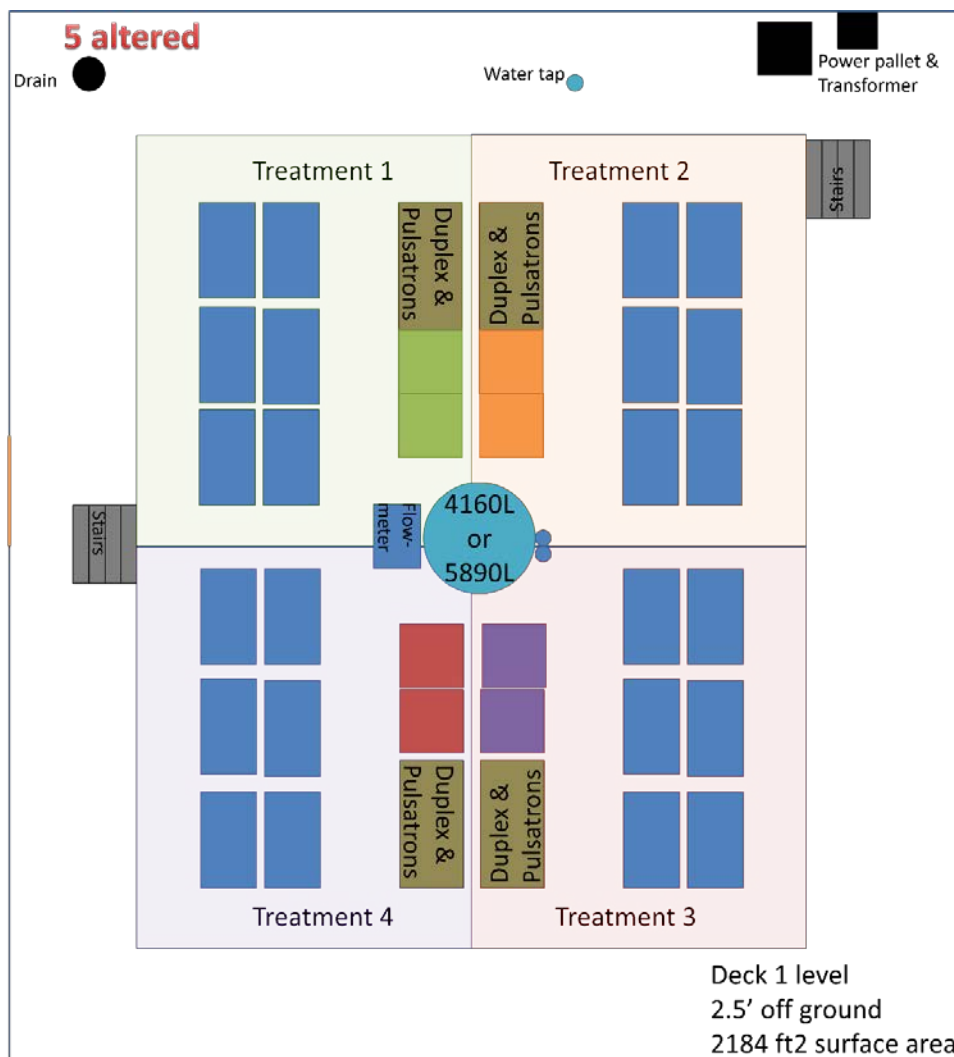 5 altered
Drain
Water tap
Power pallet &
Transformer
Treatment 1
Treatment 2
Stairs
Duplex &
Pulsatrons
Duplex &
Pulsatrons
Stairs
Flow-
meter
4160L
or
5890L
Duplex &
Pulsatrons
Duplex &
Pulsatrons
Treatment 4
Treatment 3
Deck 1 level
2.5’ off ground
2184 ft2 surface area